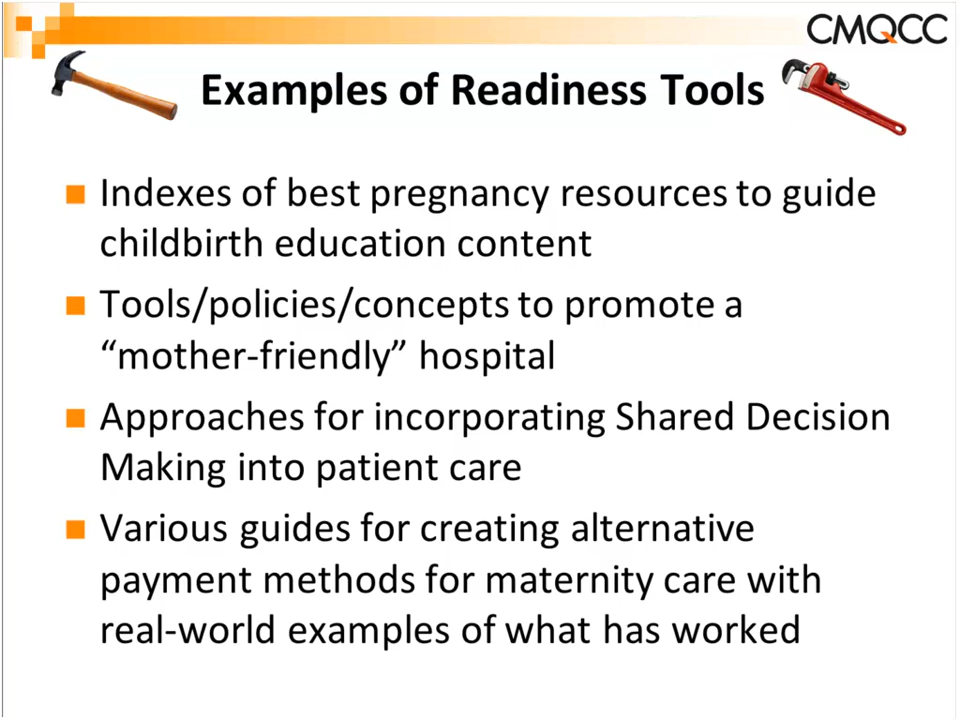 CMQCC
Examples of Readiness Tools
Indexes of best pregnancy resources to guide
childbirth education content
Tools/policies/concepts to promote a
“mother-friendly” hospital
Approaches for incorporating Shared Decision
Making into patient care
Various guides for creating alternative
payment methods for maternity care with
real-world examples of what has worked